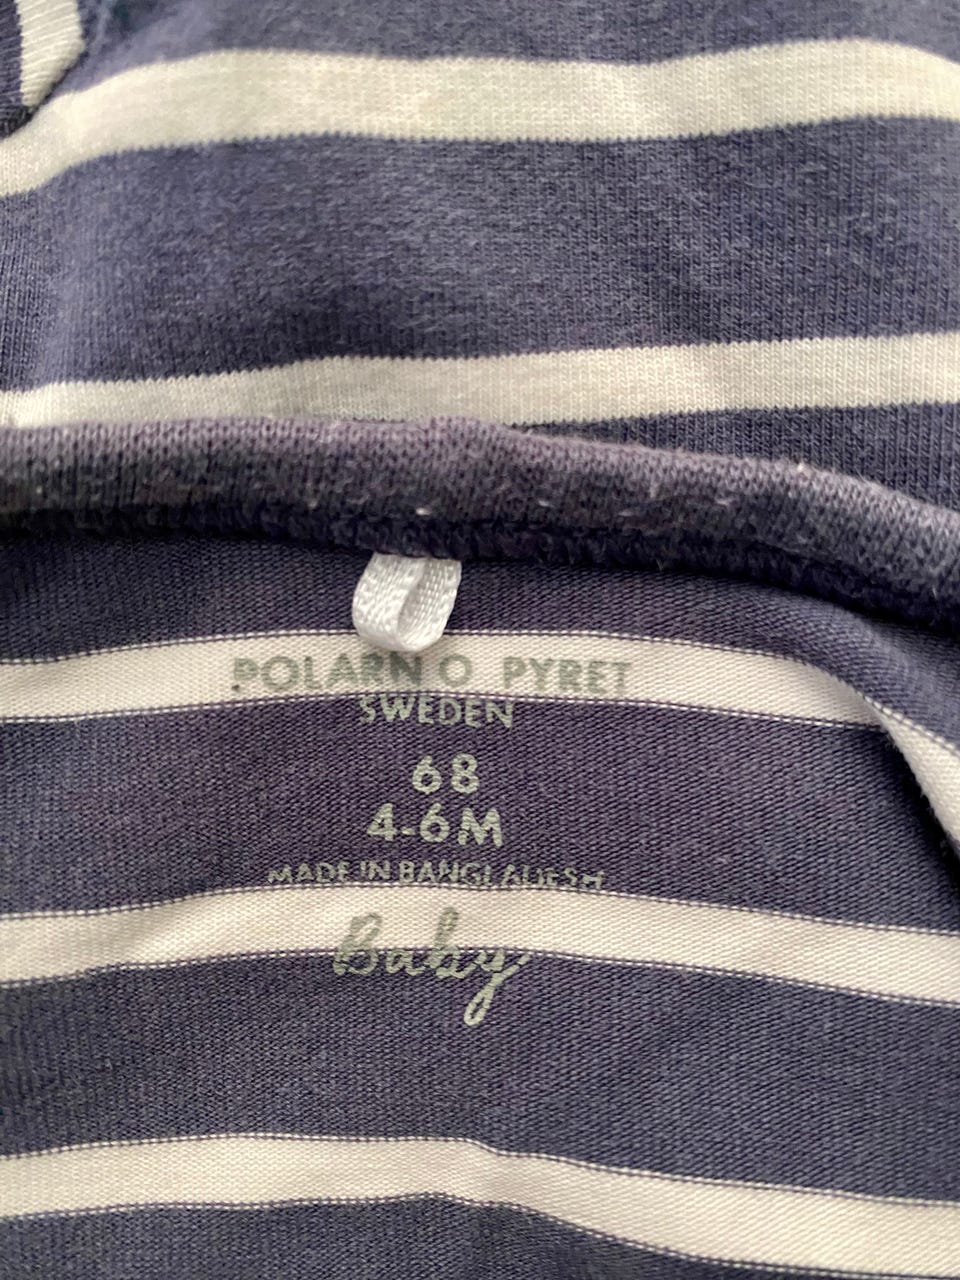 POLARN O PYRET
SWEDEN
68
4-6M
MADE IN BANGLADESH
Baby